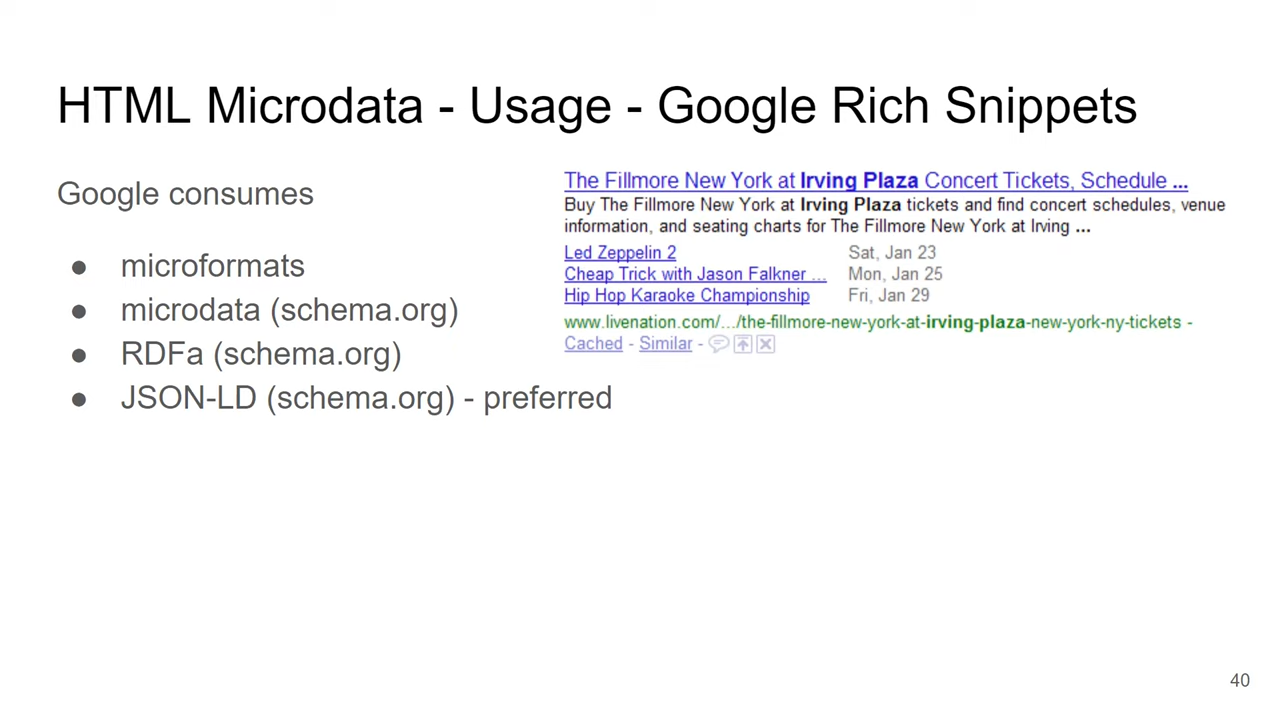 HTML Microdata - Usage - Google Rich Snippets
Google consumes
● microformats
● microdata (schema.org)
● RDFa (schema.org)
● JSON-LD (schema.org) - preferred
The Fillmore New York at Irving Plaza Concert Tickets, Schedule ...
Buy The Fillmore New York at Irving Plaza tickets and find concert schedules, venue
information, and seating charts for The Fillmore New York at Irving ...
Led Zeppelin 2 Sat, Jan 23
Cheap Trick with Jason Falkner ... Mon, Jan 25
Hip Hop Karaoke Championship Fri, Jan 29
www.livenation.com/.../the-fillmore-new-york-at-irving-plaza-new-york-ny-tickets -
Cached - Similar -
40